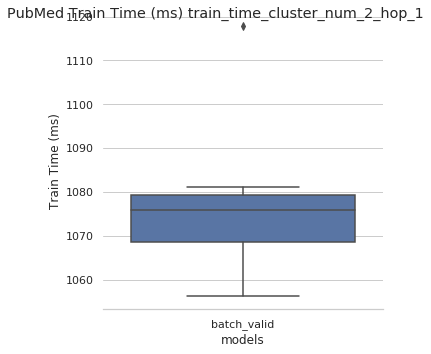 PubMed Train Time (ms) train_time_cluster_num_2_hop_1
1120
1110
1100
1090
1080
1070
1060
Train Time (ms)
batch_valid
models